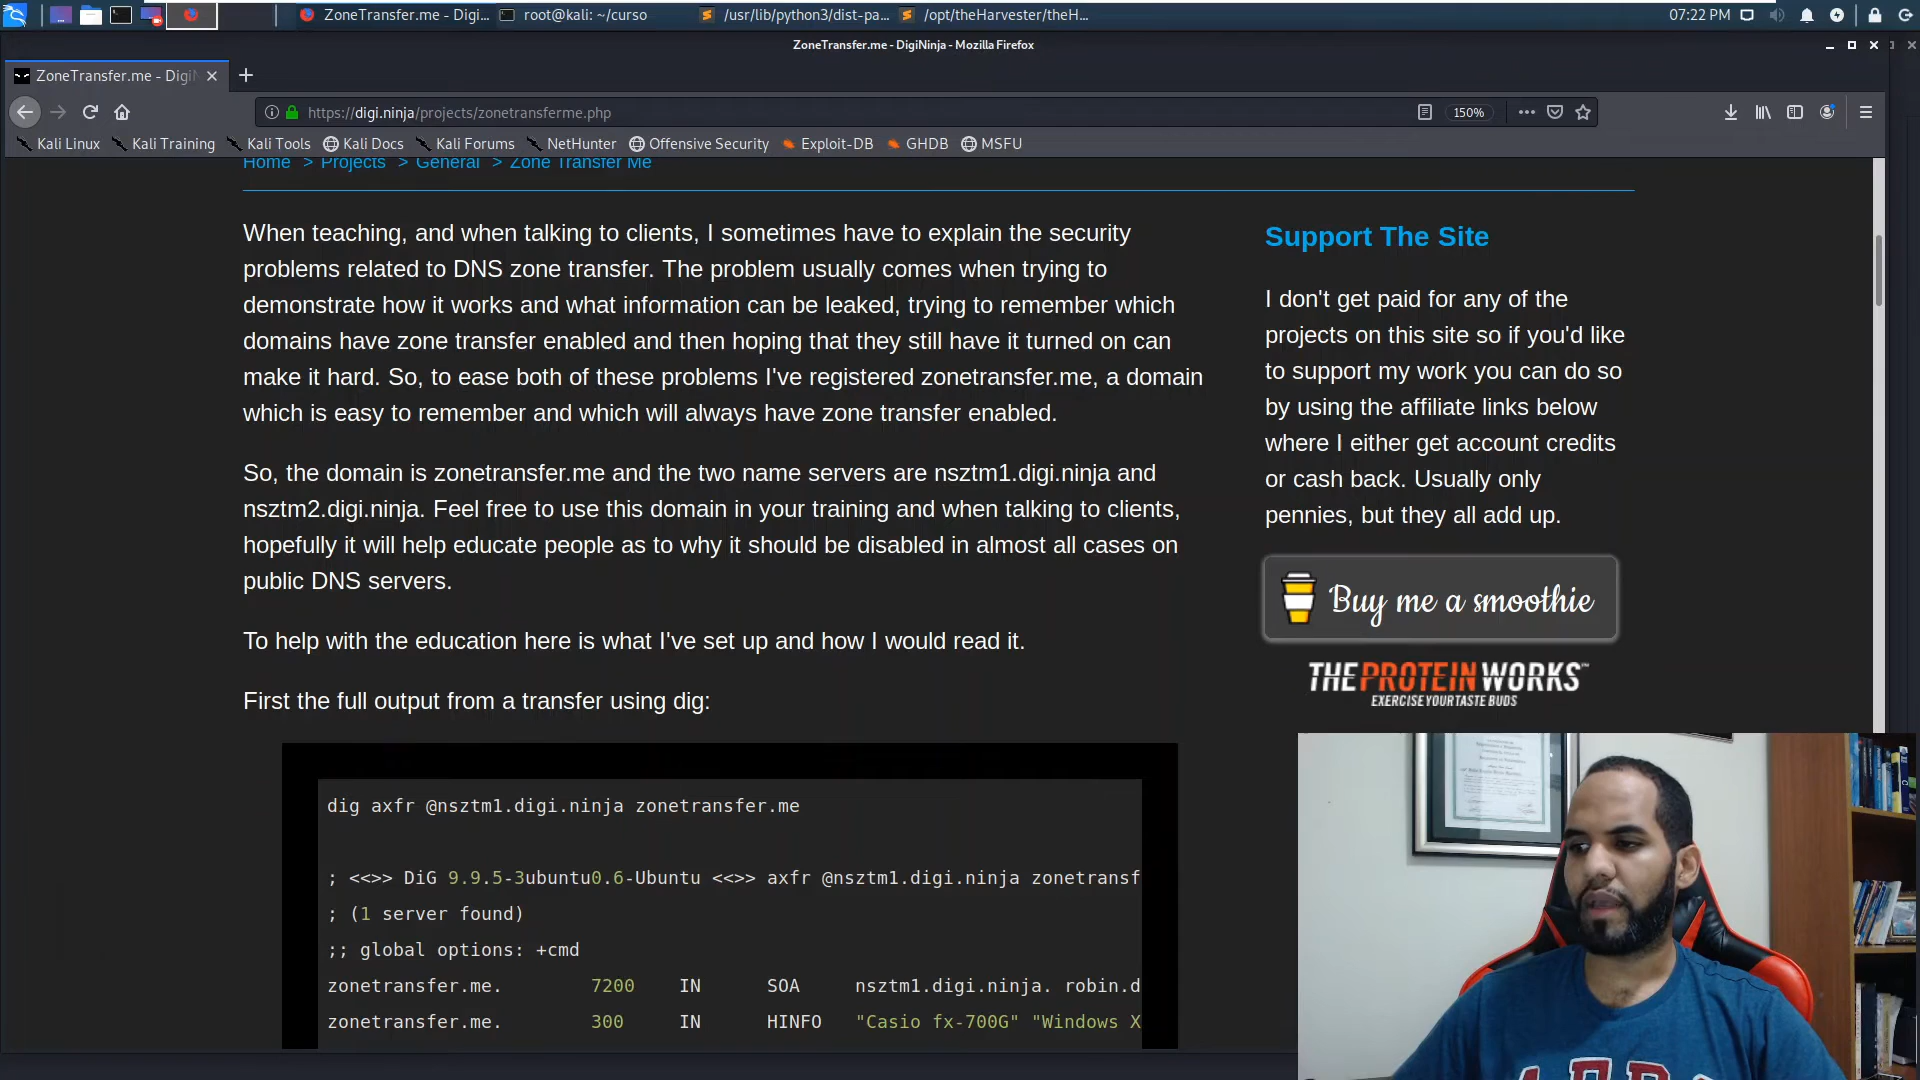 ZoneTransfer.me - Digi...
root@kali: ~/curso
/usr/lib/python3/dist-pa...
/opt/theHarvester/theH...
07:22 PM
ZoneTransfer.me - DigiNinja - Mozilla Firefox
ZoneTransfer.me - DigiN
https://digi.ninja/projects/zonetransferme.php
150%
Kali Linux
Kali Training
Kali Tools
Kali Docs
Kali Forums
NetHunter
Offensive Security
Exploit-DB
GHDB
MSFU
Home > Projects > General > Zone Transfer Me
When teaching, and when talking to clients, I sometimes have to explain the security
problems related to DNS zone transfer. The problem usually comes when trying to
demonstrate how it works and what information can be leaked, trying to remember which
domains have zone transfer enabled and then hoping that they still have it turned on can
make it hard. So, to ease both of these problems I've registered zonetransfer.me, a domain
which is easy to remember and which will always have zone transfer enabled.
So, the domain is zonetransfer.me and the two name servers are nsztm1.digi.ninja and
nsztm2.digi.ninja. Feel free to use this domain in your training and when talking to clients,
hopefully it will help educate people as to why it should be disabled in almost all cases on
public DNS servers.
To help with the education here is what I've set up and how I would read it.
First the full output from a transfer using dig:
dig axfr @nsztm1.digi.ninja zonetransfer.me
; <<>> DiG 9.9.5-3ubuntu0.6-Ubuntu <<>> axfr @nsztm1.digi.ninja zonetransf
; (1 server found)
;; global options: +cmd
zonetransfer.me. 7200 IN SOA nsztm1.digi.ninja. robin.d
zonetransfer.me. 300 IN HINFO "Casio fx-700G" "Windows X
Support The Site
I don't get paid for any of the
projects on this site so if you'd like
to support my work you can do so
by using the affiliate links below
where I either get account credits
or cash back. Usually only
pennies, but they all add up.
Buy me a smoothie
THE PROTEIN WORKS™
EXERCISE YOUR TASTE BUDS